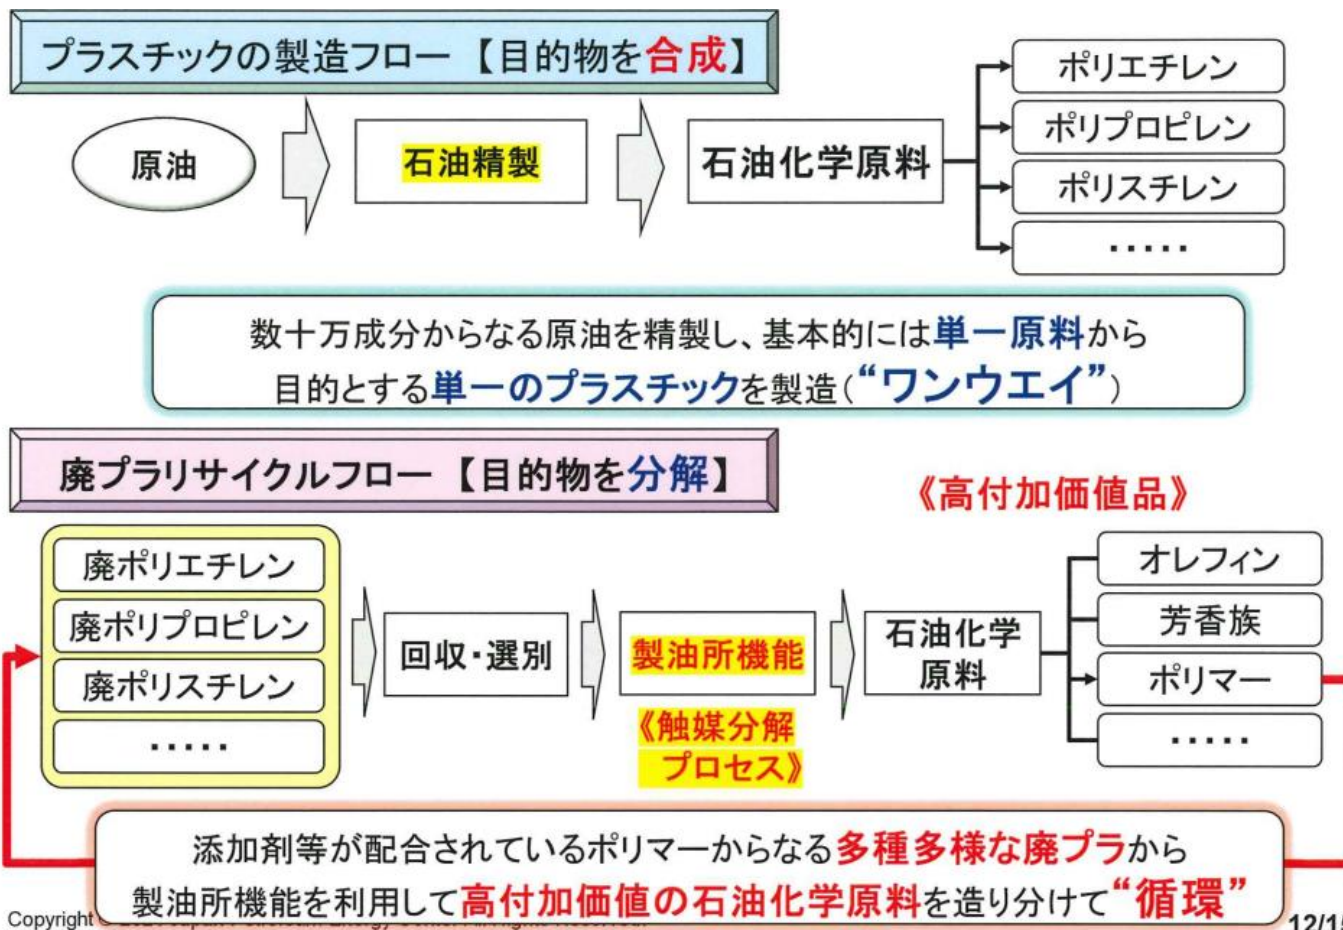 プラスチックの製造フロー 【目的物を合成】
原油
石油精製
石油化学原料
ポリエチレン
ポリプロピレン
ポリスチレン
・・・・・
数十万成分からなる原油を精製し、基本的には単一原料から
目的とする単一のプラスチックを製造(“ワンウエイ”)
廃プラリサイクルフロー 【目的物を分解】
《高付加価値品》
廃ポリエチレン
廃ポリプロピレン
廃ポリスチレン
・・・・・
回収・選別
製油所機能
《触媒分解
プロセス》
石油化学
原料
オレフィン
芳香族
ポリマー
・・・・・
添加剤等が配合されているポリマーからなる多種多様な廃プラから
製油所機能を利用して高付加価値の石油化学原料を造り分けて“循環”
Copyright